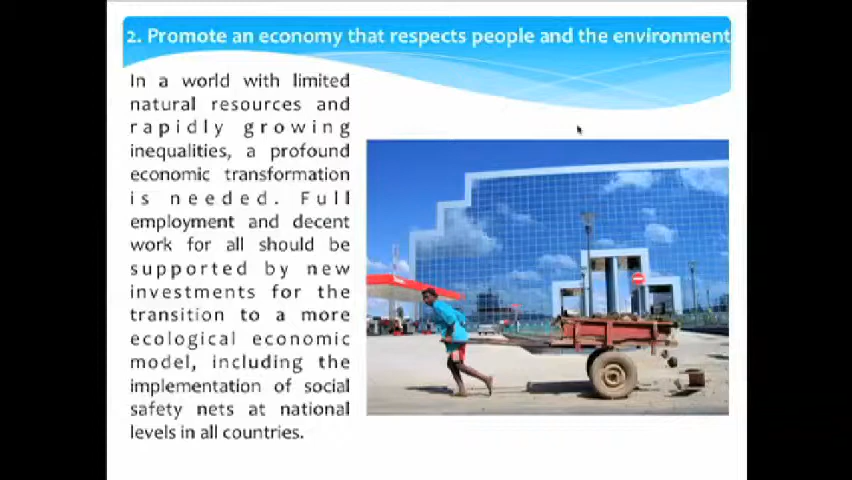 2. Promote an economy that respects people and the environment
In a world with limited
natural resources and
rapidly growing
inequalities, a profound
economic transformation
is needed. Full
employment and decent
work for all should be
supported by new
investments for the
transition to a more
ecological economic
model, including the
implementation of social
safety nets at national
levels in all countries.